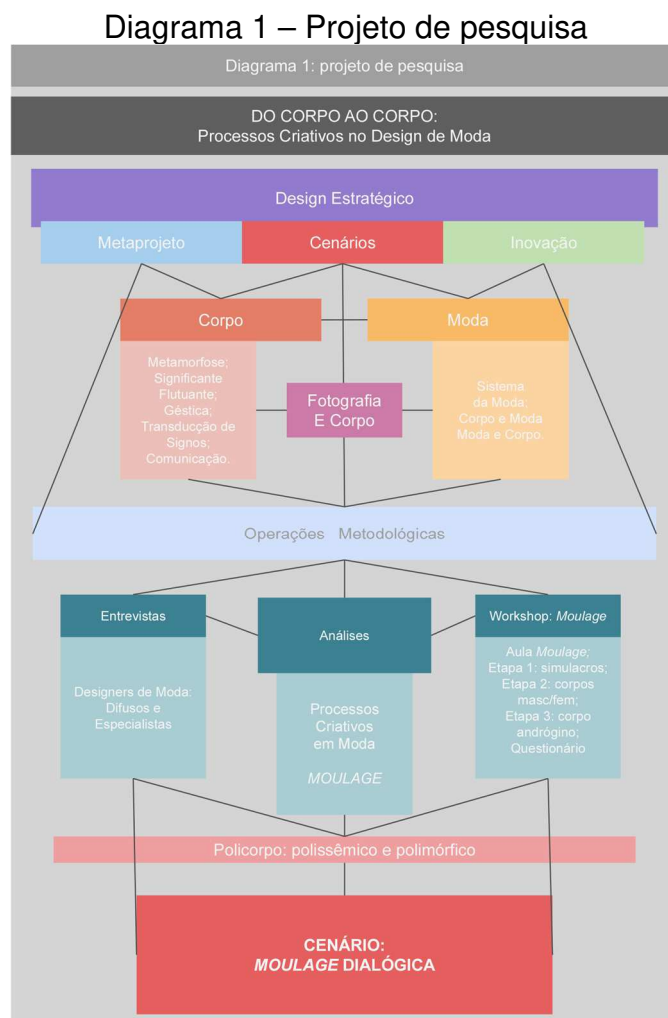 Diagrama 1 – Projeto de pesquisa
Diagrama 1: projeto de pesquisa
DO CORPO AO CORPO:
Processos Criativos no Design de Moda
Design Estratégico
Metaprojeto
Cenários
Inovação
Corpo
Moda
Metamorfose;
Significante
Flutuante;
Géstica;
Transducção de
Signos;
Comunicação.
Fotografia
E Corpo
Sistema
da Moda;
Corpo e Moda
Moda e Corpo.
Operações Metodológicas
Entrevistas
Análises
Workshop: Moulage
Designers de Moda:
Difusos e
Especialistas
Processos
Criativos
em Moda
MOULAGE
Aula Moulage;
Etapa 1: simulacros;
Etapa 2: corpos
masc/fem;
Etapa 3: corpo
andrógino;
Questionário
Policorpo: polissêmico e polimórfico
CENÁRIO:
MOULAGE DIALÓGICA